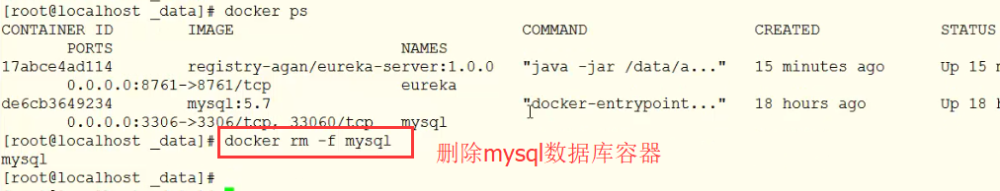 [root@localhost _data]# docker ps
CONTAINER ID IMAGE COMMAND CREATED STATUS
PORTS NAMES
17abce4ad114 registry-agan/eureka-server:1.0.0 "java -jar /data/a..." 15 minutes ago Up 15 m
0.0.0.0:8761->8761/tcp eureka
de6cb3649234 mysql:5.7 "docker-entrypoint..." 18 hours ago Up 18 h
0.0.0.0:3306->3306/tcp, 33060/tcp mysql
[root@localhost _data]# docker rm -f mysql 删除mysql数据库容器
mysql
[root@localhost _data]#